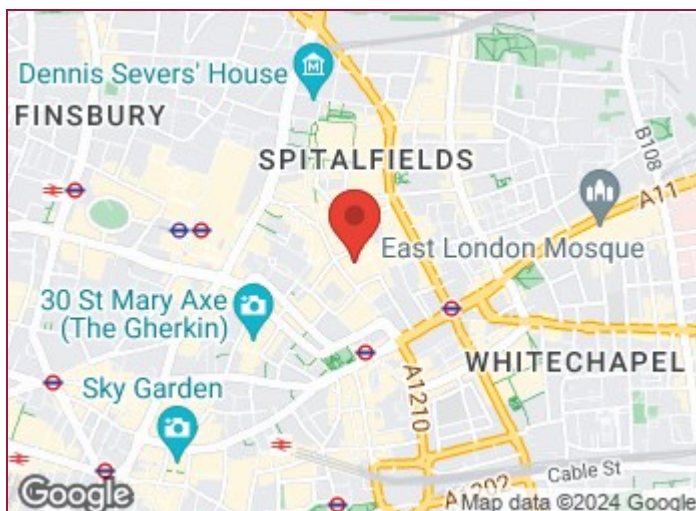 Dennis Severs' House
FINSBURY
SPITALFIELDS
B108
A11
East London Mosque
30 St Mary Axe
(The Gherkin)
WHITECHAPEL
Sky Garden
A1210
Cable St
A1202
Google
Map data ©2024 Google